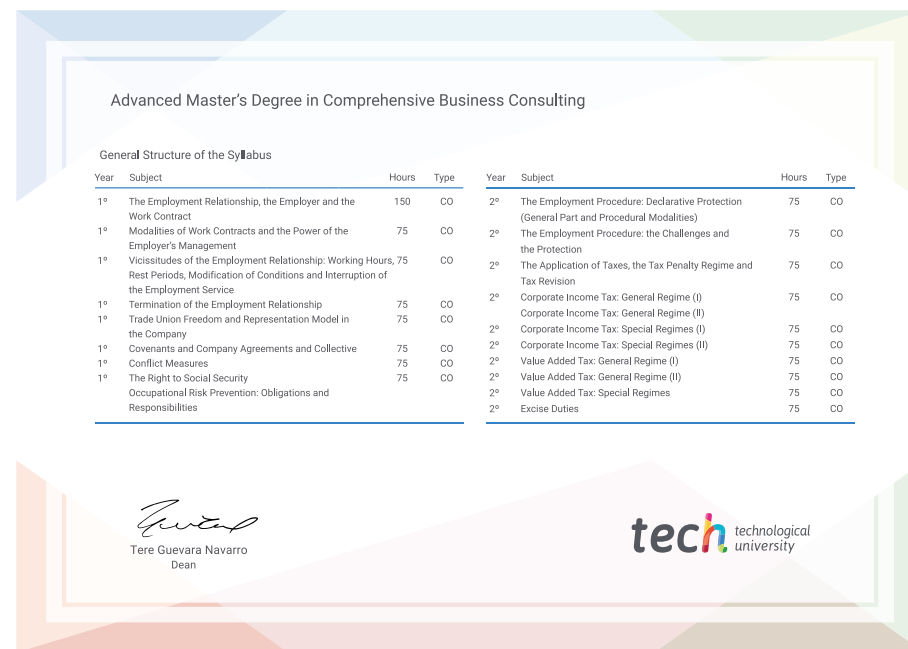 Advanced Master's Degree in Comprehensive Business Consulting
General Structure of the Syllabus
Year Subject Hours Type
1º The Employment Relationship, the Employer and the 150 CO
Work Contract
1º Modalities of Work Contracts and the Power of the 75 CO
Employer's Management
1º Vicissitudes of the Employment Relationship: Working Hours, 75 CO
Rest Periods, Modification of Conditions and Interruption of
the Employment Service
1º Termination of the Employment Relationship 75 CO
1º Trade Union Freedom and Representation Model in 75 CO
the Company
1º Covenants and Company Agreements and Collective 75 CO
1º Conflict Measures 75 CO
1º The Right to Social Security 75 CO
Occupational Risk Prevention: Obligations and
Responsibilities
Year Subject Hours Type
2º The Employment Procedure: Declarative Protection 75 CO
(General Part and Procedural Modalities)
2º The Employment Procedure: the Challenges and 75 CO
the Protection
2º The Application of Taxes, the Tax Penalty Regime and 75 CO
Tax Revision
2º Corporate Income Tax: General Regime (I) 75 CO
Corporate Income Tax: General Regime (II)
2º Corporate Income Tax: Special Regimes (I) 75 CO
2º Corporate Income Tax: Special Regimes (II) 75 CO
2º Value Added Tax: General Regime (I) 75 CO
2º Value Added Tax: General Regime (II) 75 CO
2º Value Added Tax: Special Regimes 75 CO
2º Excise Duties 75 CO
Tere Guevara Navarro
Dean
tech technological
university